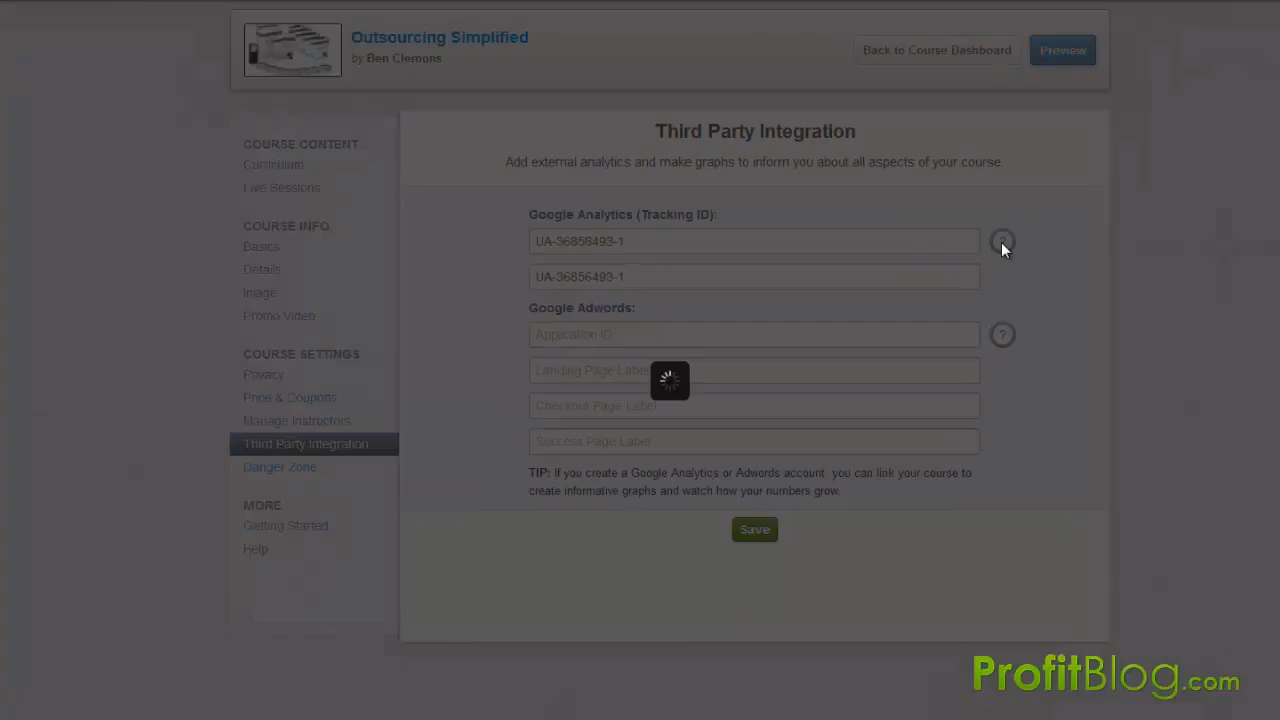 Outsourcing Simplified
by Ben Clemons
Back to Course Dashboard
Preview
COURSE CONTENT
Curriculum
Live Sessions
COURSE INFO
Basics
Details
Image
Promo Video
COURSE SETTINGS
Privacy
Price & Coupons
Manage Instructors
Third Party Integration
Danger Zone
MORE
Getting Started
Help
Third Party Integration
Add external analytics and make graphs to inform you about all aspects of your course.
Google Analytics (Tracking ID):
UA-36856493-1
?
UA-36856493-1
Google Adwords:
Application ID
?
Landing Page Label
Checkout Page Label
Success Page Label
TIP: If you create a Google Analytics or Adwords account you can link your course to
create informative graphs and watch how your numbers grow.
Save
ProfitBlog.com